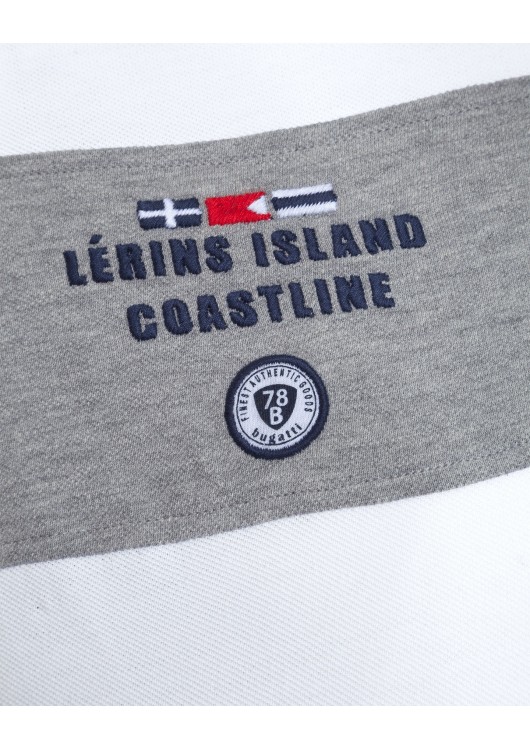 LÉRINS ISLAND
COASTLINE
FINEST AUTHENTIC GOODS
78
B
bugatti